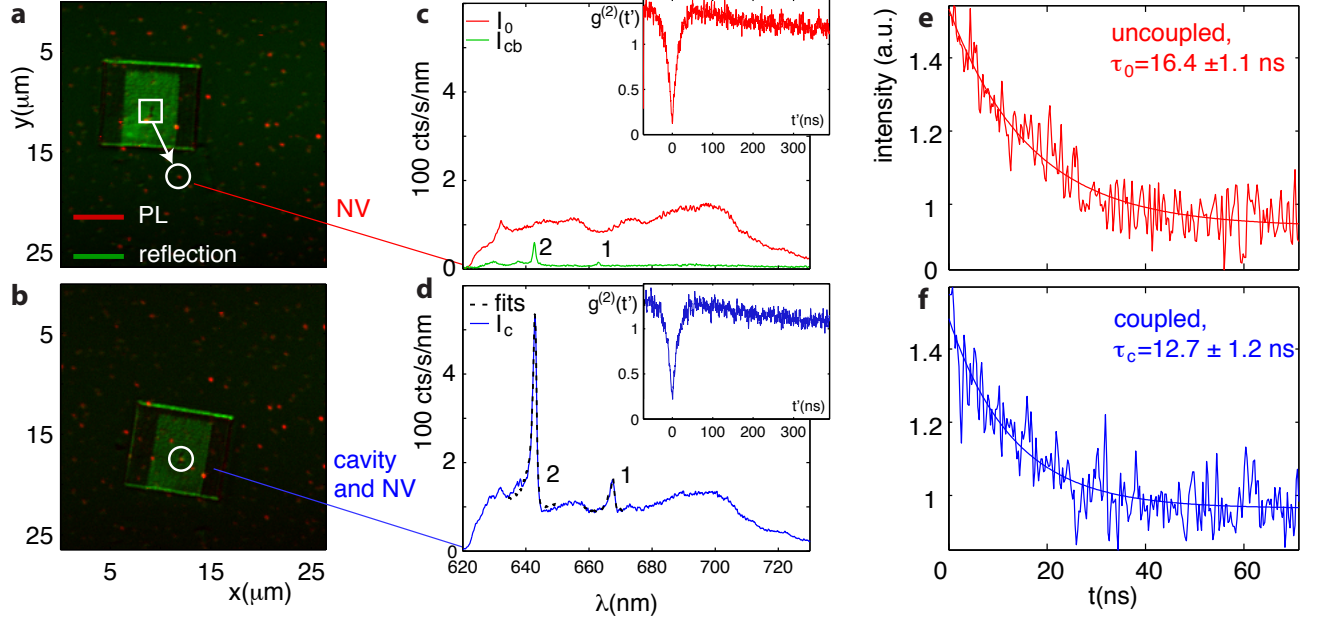 a
5
15
25
y(μm)
PL
reflection
NV
b
5
15
25
5
15
25
x(μm)
cavity
and NV
c
I0
Icb
100 cts/s/nm
0
2
4
2
1
g(2)(t')
1
0.5
0
0
100
200
300
t'(ns)
d
fits
Ic
100 cts/s/nm
0
2
4
2
1
g(2)(t')
1
0.5
0
0
100
200
300
t'(ns)
620
640
660
680
700
720
λ(nm)
e
intensity (a.u.)
1.4
1.2
1
0
uncoupled,
τ0=16.4 ±1.1 ns
f
1.4
1.2
1
coupled,
τc=12.7 ± 1.2 ns
0
20
40
60
t(ns)